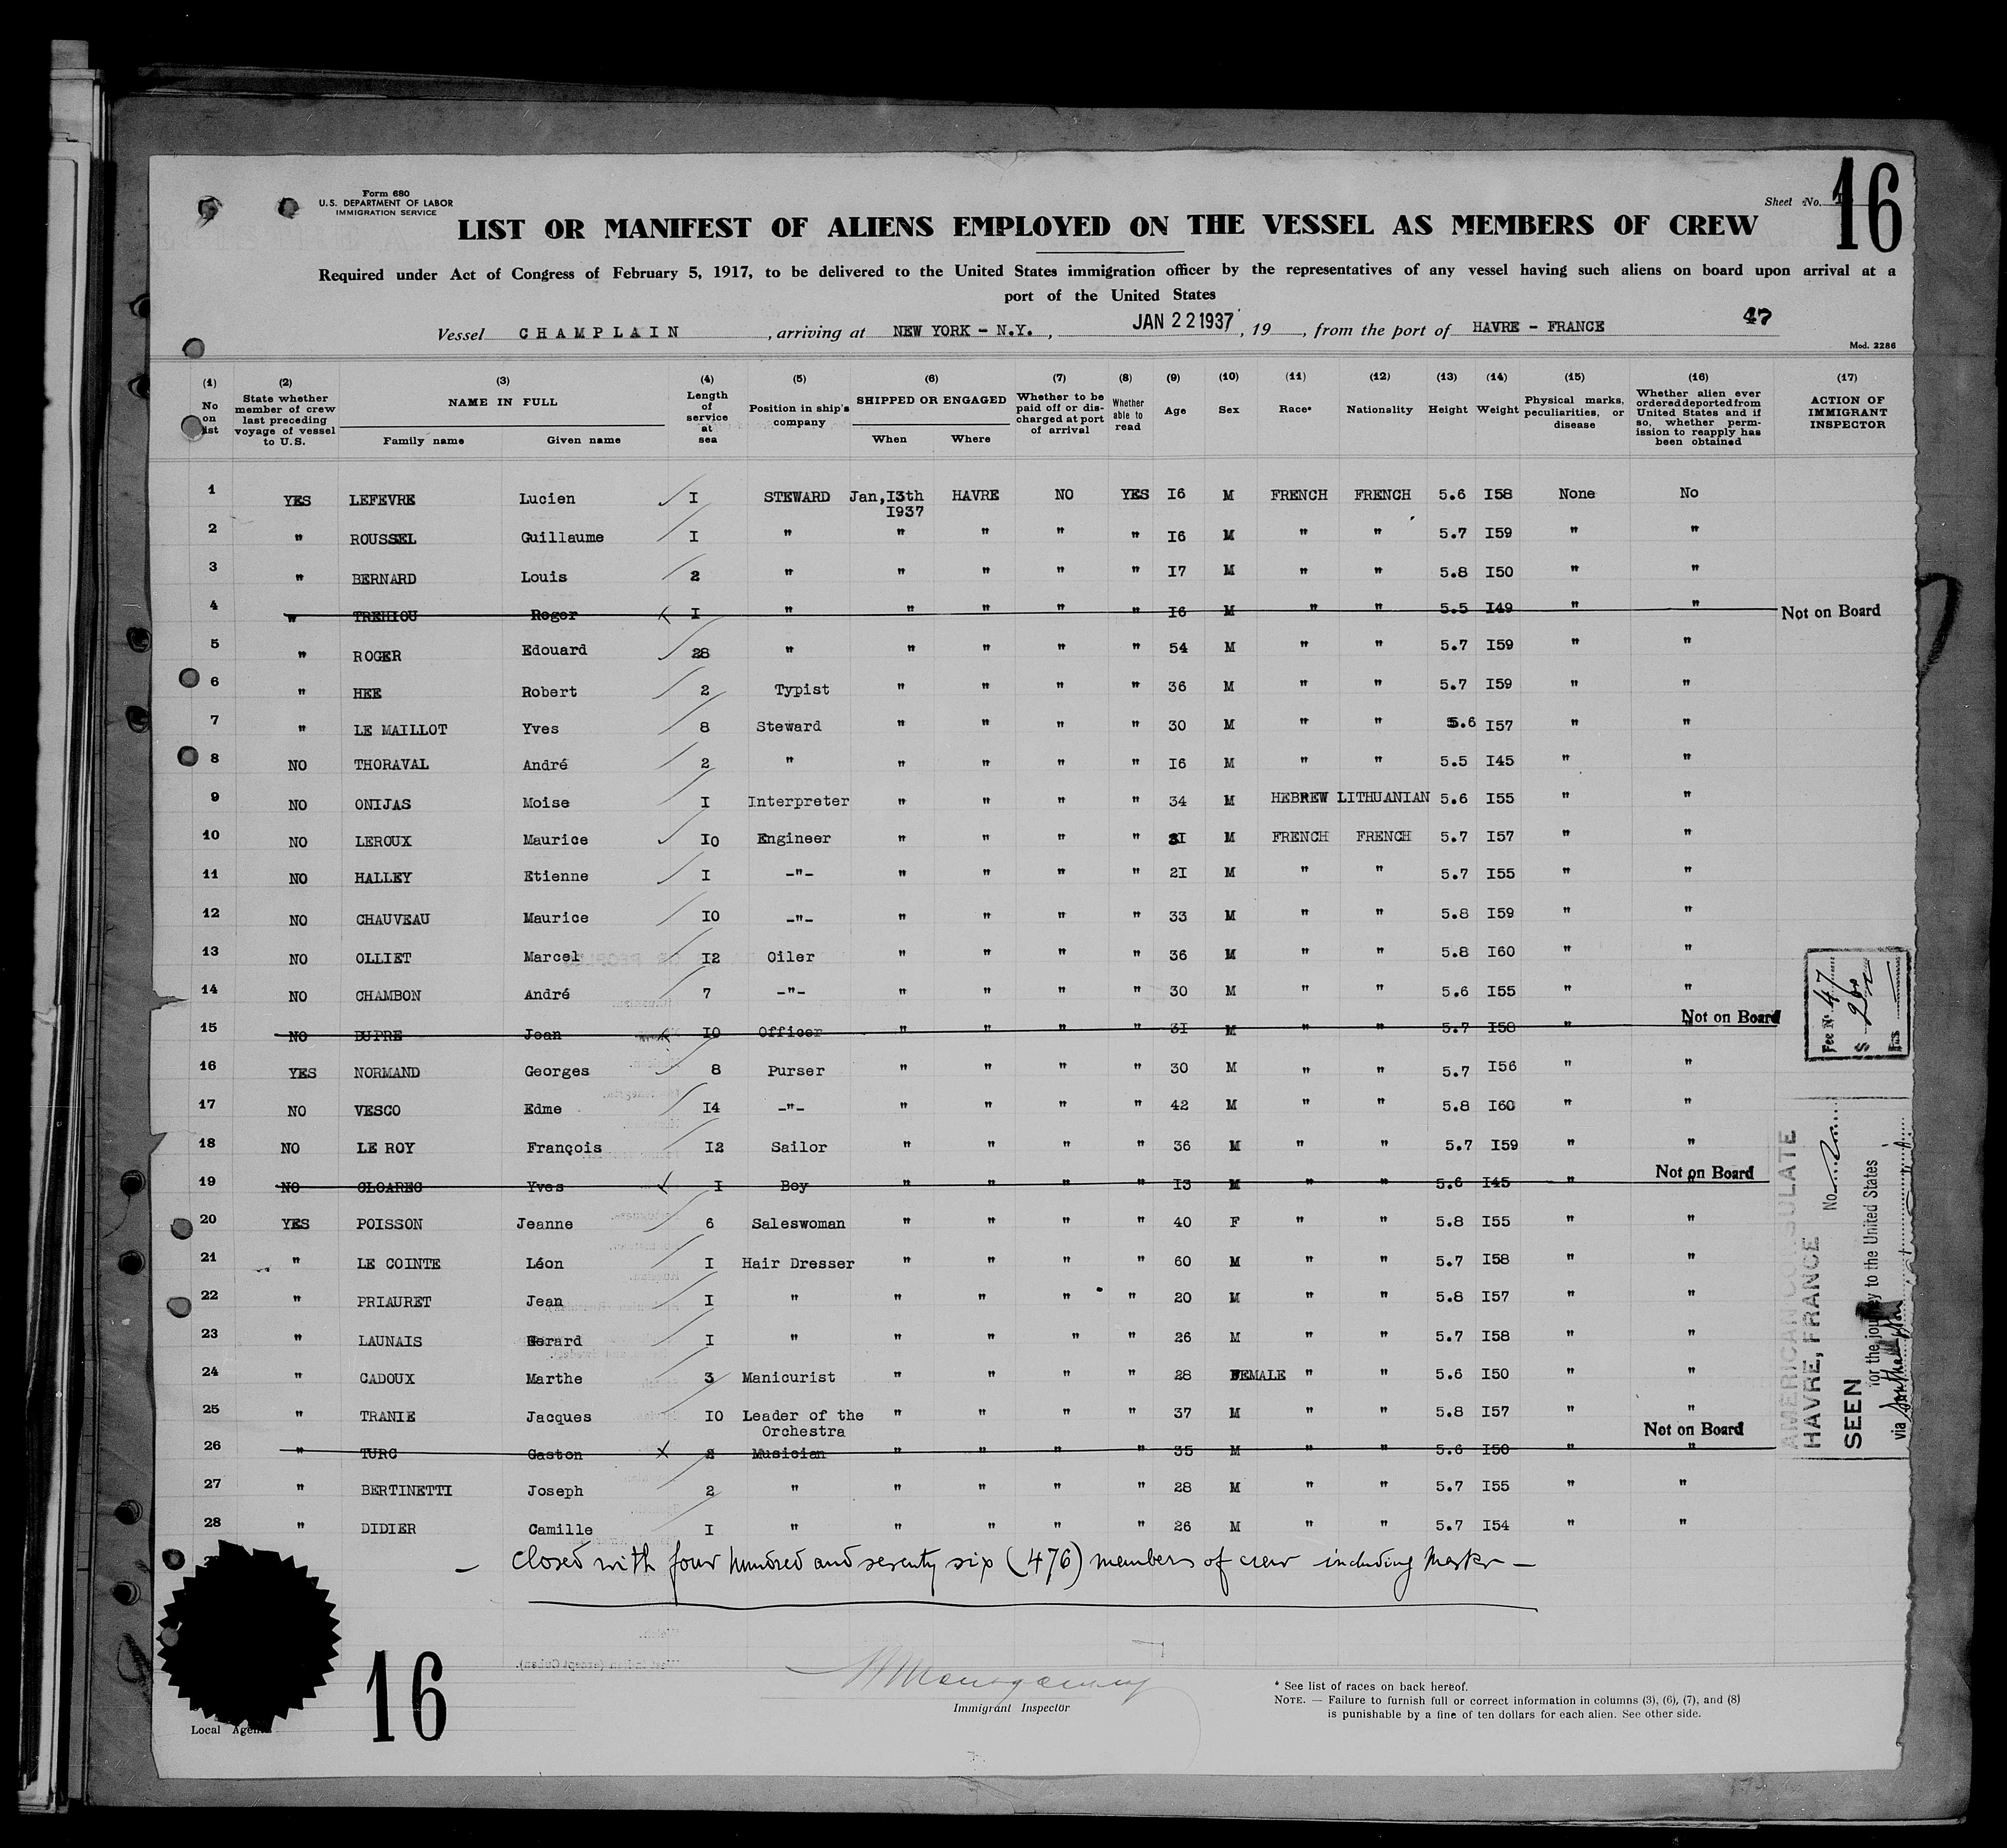 Form 680
U.S. DEPARTMENT OF LABOR
IMMIGRATION SERVICE
Sheet No.
16
LIST OR MANIFEST OF ALIENS EMPLOYED ON THE VESSEL AS MEMBERS OF CREW
Required under Act of Congress of February 5, 1917, to be delivered to the United States immigration officer by the representatives of any vessel having such aliens on board upon arrival at a
port of the United States
Vessel CHAMPLAIN , arriving at NEW YORK - N.Y. , JAN 22 1937 , 19 , from the port of HAVRE - FRANCE 47
Mod. 2286
(1) No on list (2) State whether member of crew last preceding voyage of vessel to U.S. (3) NAME IN FULL Family name Given name (4) Length of service at sea (5) Position in ship's company (6) SHIPPED OR ENGAGED When Where (7) Whether to be paid off or discharged at port of arrival (8) Whether able to read (9) Age (10) Sex (11) Race* (12) Nationality (13) Height (14) Weight (15) Physical marks, peculiarities, or disease (16) Whether alien ever ordered deported from United States and if so, whether permission to reapply has been obtained (17) ACTION OF IMMIGRANT INSPECTOR
1 YES LEFEVRE Lucien I STEWARD Jan,I3th I937 HAVRE NO YES I6 M FRENCH FRENCH 5.6 I58 None No
2 " ROUSSEL Guillaume I " " " " " I6 M " " 5.7 I59 " "
3 " BERNARD Louis 2 " " " " " I7 M " " 5.8 I50 " "
4 " TREHIOU Roger I " " " " " I6 M " " 5.5 I49 " " Not on Board
5 " ROGER Edouard 28 " " " " " 54 M " " 5.7 I59 " "
6 " HEE Robert 2 Typist " " " " 36 M " " 5.7 I59 " "
7 " LE MAILLOT Yves 8 Steward " " " " 30 M " " 5.6 I57 " "
8 NO THORAVAL André 2 " " " " " I6 M " " 5.5 I45 " "
9 NO ONIJAS Moise I Interpreter " " " " 34 M HEBREW LITHUANIAN 5.6 I55 " "
10 NO LEROUX Maurice I0 Engineer " " " " 3I M FRENCH FRENCH 5.7 I57 " "
11 NO HALLEY Etienne I -"- " " " " 2I M " " 5.7 I55 " "
12 NO CHAUVEAU Maurice I0 -"- " " " " 33 M " " 5.8 I59 " "
13 NO OLLIET Marcel I2 Oiler " " " " 36 M " " 5.8 I60 " "
14 NO CHAMBON André 7 -"- " " " " 30 M " " 5.6 I55 " "
15 NO DUPRE Jean I0 Officer " " " " 3I M " " 5.7 I58 " " Not on Board
16 YES NORMAND Georges 8 Purser " " " " 30 M " " 5.7 I56 " "
17 NO VESCO Edme I4 -"- " " " " 42 M " " 5.8 I60 " "
18 NO LE ROY François I2 Sailor " " " " 36 M " " 5.7 I59 " "
19 NO CLOAREC Yves I Boy " " " " I3 M " " 5.6 I45 " " Not on Board
20 YES POISSON Jeanne 6 Saleswoman " " " " 40 F " " 5.8 I55 " "
21 " LE COINTE Léon I Hair Dresser " " " " 60 M " " 5.7 I58 " "
22 " PRIAURET Jean I " " " " " 20 M " " 5.8 I57 " "
23 " LAUNAIS Gerard I " " " " " 26 M " " 5.7 I58 " "
24 " CADOUX Marthe 3 Manicurist " " " " 28 FEMALE " " 5.6 I50 " "
25 " TRANIE Jacques I0 Leader of the Orchestra " " " " 37 M " " 5.8 I57 " "
26 " TURC Gaston 2 Musician " " " " 35 M " " 5.6 I50 " " Not on Board
27 " BERTINETTI Joseph 2 " " " " " 28 M " " 5.7 I55 " "
28 " DIDIER Camille I " " " " " 26 M " " 5.7 I54 " "
— Closed with four hundred and seventy six (476) members of crew including Master —
Fee No 47
$
AMERICAN CONSULATE
HAVRE, FRANCE
No.
SEEN
for the journey to the United States
via
16
Local Agent
Immigrant Inspector
* See list of races on back hereof.
NOTE. — Failure to furnish full or correct information in columns (3), (6), (7), and (8)
is punishable by a fine of ten dollars for each alien. See other side.